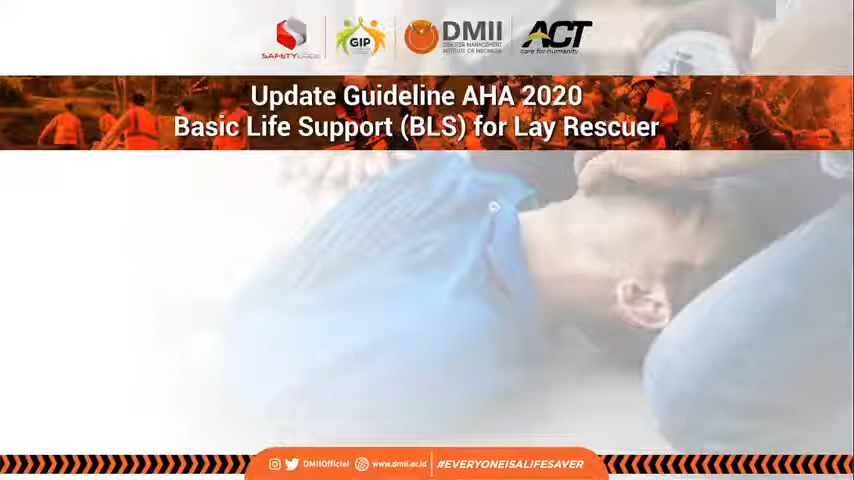 SAFETYCODE
GIP
DMII
DISASTER MANAGEMENT
INSTITUTE OF INDONESIA
ACT
care for humanity
Update Guideline AHA 2020
Basic Life Support (BLS) for Lay Rescuer
DMIIOfficial
www.dmii.or.id
#EVERYONEISALIFESAVER